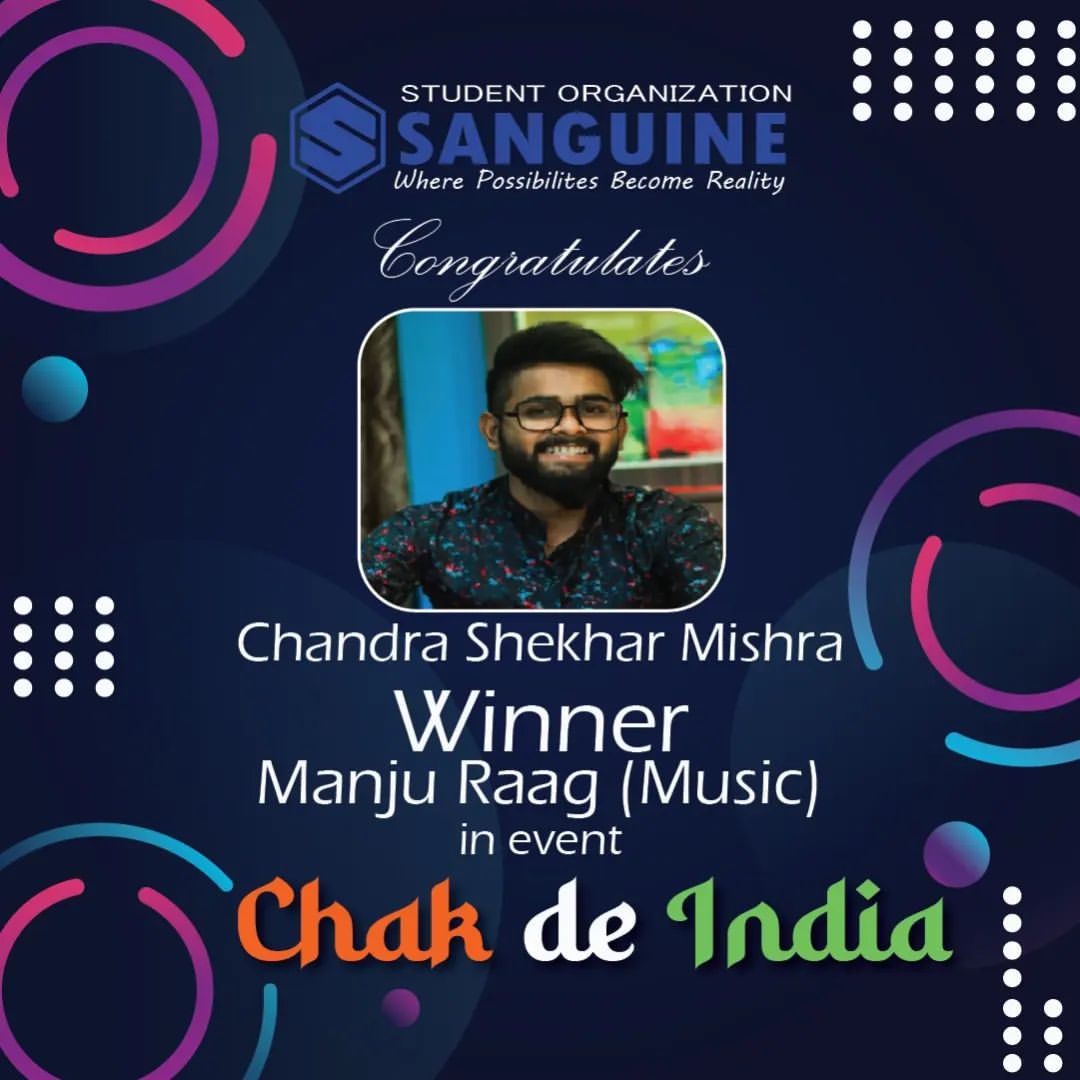 STUDENT ORGANIZATION
SANGUINE
Where Possibilites Become Reality
Congratulates
Chandra Shekhar Mishra
Winner
Manju Raag (Music)
in event
Chak de India